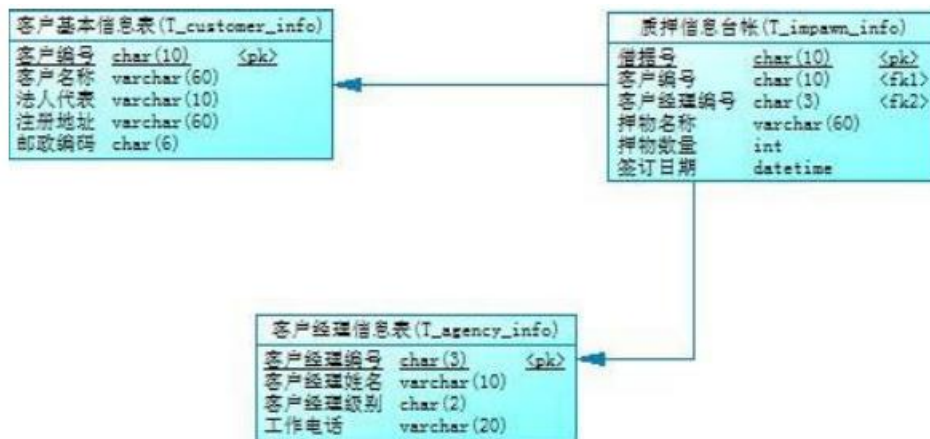 客户基本信息表(T_customer_info)
客户编号 char(10) <pk>
客户名称 varchar(60)
法人代表 varchar(10)
注册地址 varchar(60)
邮政编码 char(6)
质押信息台帐(T_impawn_info)
借据号 char(10) <pk>
客户编号 char(10) <fk1>
客户经理编号 char(3) <fk2>
押物名称 varchar(60)
押物数量 int
签订日期 datetime
客户经理信息表(T_agency_info)
客户经理编号 char(3) <pk>
客户经理姓名 varchar(10)
客户经理级别 char(2)
工作电话 varchar(20)